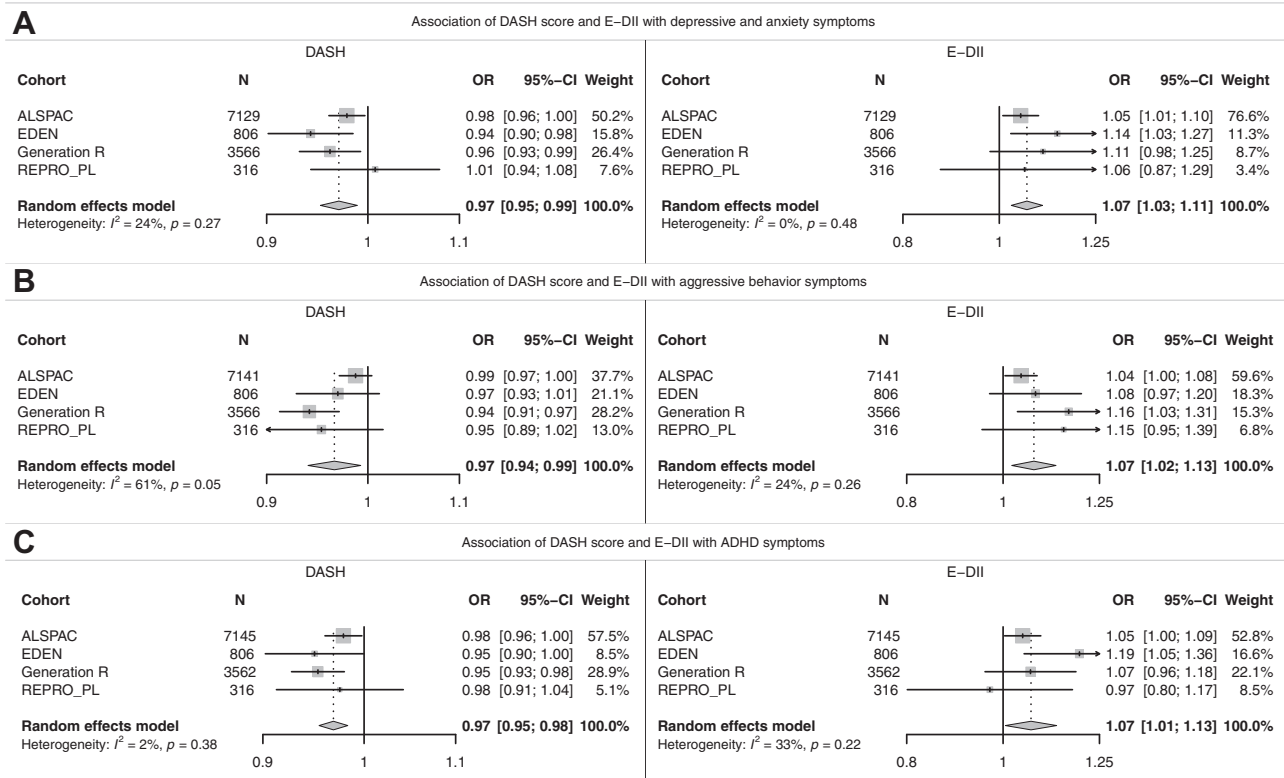 A
Association of DASH score and E−DII with depressive and anxiety symptoms
DASH
Cohort N OR 95%−CI Weight
ALSPAC 7129 0.98 [0.96; 1.00] 50.2%
EDEN 806 0.94 [0.90; 0.98] 15.8%
Generation R 3566 0.96 [0.93; 0.99] 26.4%
REPRO_PL 316 1.01 [0.94; 1.08] 7.6%
Random effects model 0.97 [0.95; 0.99] 100.0%
Heterogeneity: I² = 24%, p = 0.27
0.9 1 1.1
E−DII
Cohort N OR 95%−CI Weight
ALSPAC 7129 1.05 [1.01; 1.10] 76.6%
EDEN 806 1.14 [1.03; 1.27] 11.3%
Generation R 3566 1.11 [0.98; 1.25] 8.7%
REPRO_PL 316 1.06 [0.87; 1.29] 3.4%
Random effects model 1.07 [1.03; 1.11] 100.0%
Heterogeneity: I² = 0%, p = 0.48
0.8 1 1.25
B
Association of DASH score and E−DII with aggressive behavior symptoms
DASH
Cohort N OR 95%−CI Weight
ALSPAC 7141 0.99 [0.97; 1.00] 37.7%
EDEN 806 0.97 [0.93; 1.01] 21.1%
Generation R 3566 0.94 [0.91; 0.97] 28.2%
REPRO_PL 316 0.95 [0.89; 1.02] 13.0%
Random effects model 0.97 [0.94; 0.99] 100.0%
Heterogeneity: I² = 61%, p = 0.05
0.9 1 1.1
E−DII
Cohort N OR 95%−CI Weight
ALSPAC 7141 1.04 [1.00; 1.08] 59.6%
EDEN 806 1.08 [0.97; 1.20] 18.3%
Generation R 3566 1.16 [1.03; 1.31] 15.3%
REPRO_PL 316 1.15 [0.95; 1.39] 6.8%
Random effects model 1.07 [1.02; 1.13] 100.0%
Heterogeneity: I² = 24%, p = 0.26
0.8 1 1.25
C
Association of DASH score and E−DII with ADHD symptoms
DASH
Cohort N OR 95%−CI Weight
ALSPAC 7145 0.98 [0.96; 1.00] 57.5%
EDEN 806 0.95 [0.90; 1.00] 8.5%
Generation R 3562 0.95 [0.93; 0.98] 28.9%
REPRO_PL 316 0.98 [0.91; 1.04] 5.1%
Random effects model 0.97 [0.95; 0.98] 100.0%
Heterogeneity: I² = 2%, p = 0.38
0.9 1 1.1
E−DII
Cohort N OR 95%−CI Weight
ALSPAC 7145 1.05 [1.00; 1.09] 52.8%
EDEN 806 1.19 [1.05; 1.36] 16.6%
Generation R 3562 1.07 [0.96; 1.18] 22.1%
REPRO_PL 316 0.97 [0.80; 1.17] 8.5%
Random effects model 1.07 [1.01; 1.13] 100.0%
Heterogeneity: I² = 33%, p = 0.22
0.8 1 1.25